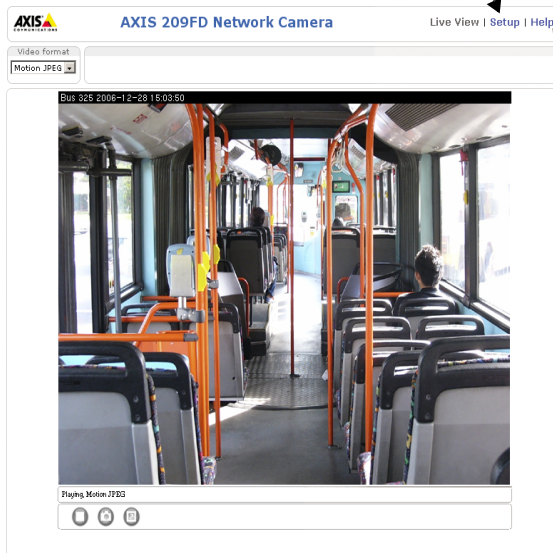 AXIS
COMMUNICATIONS
AXIS 209FD Network Camera
Live View | Setup | Help
Video format
Motion JPEG
Bus 325 2006-12-28 15:03:50
Playing, Motion JPEG